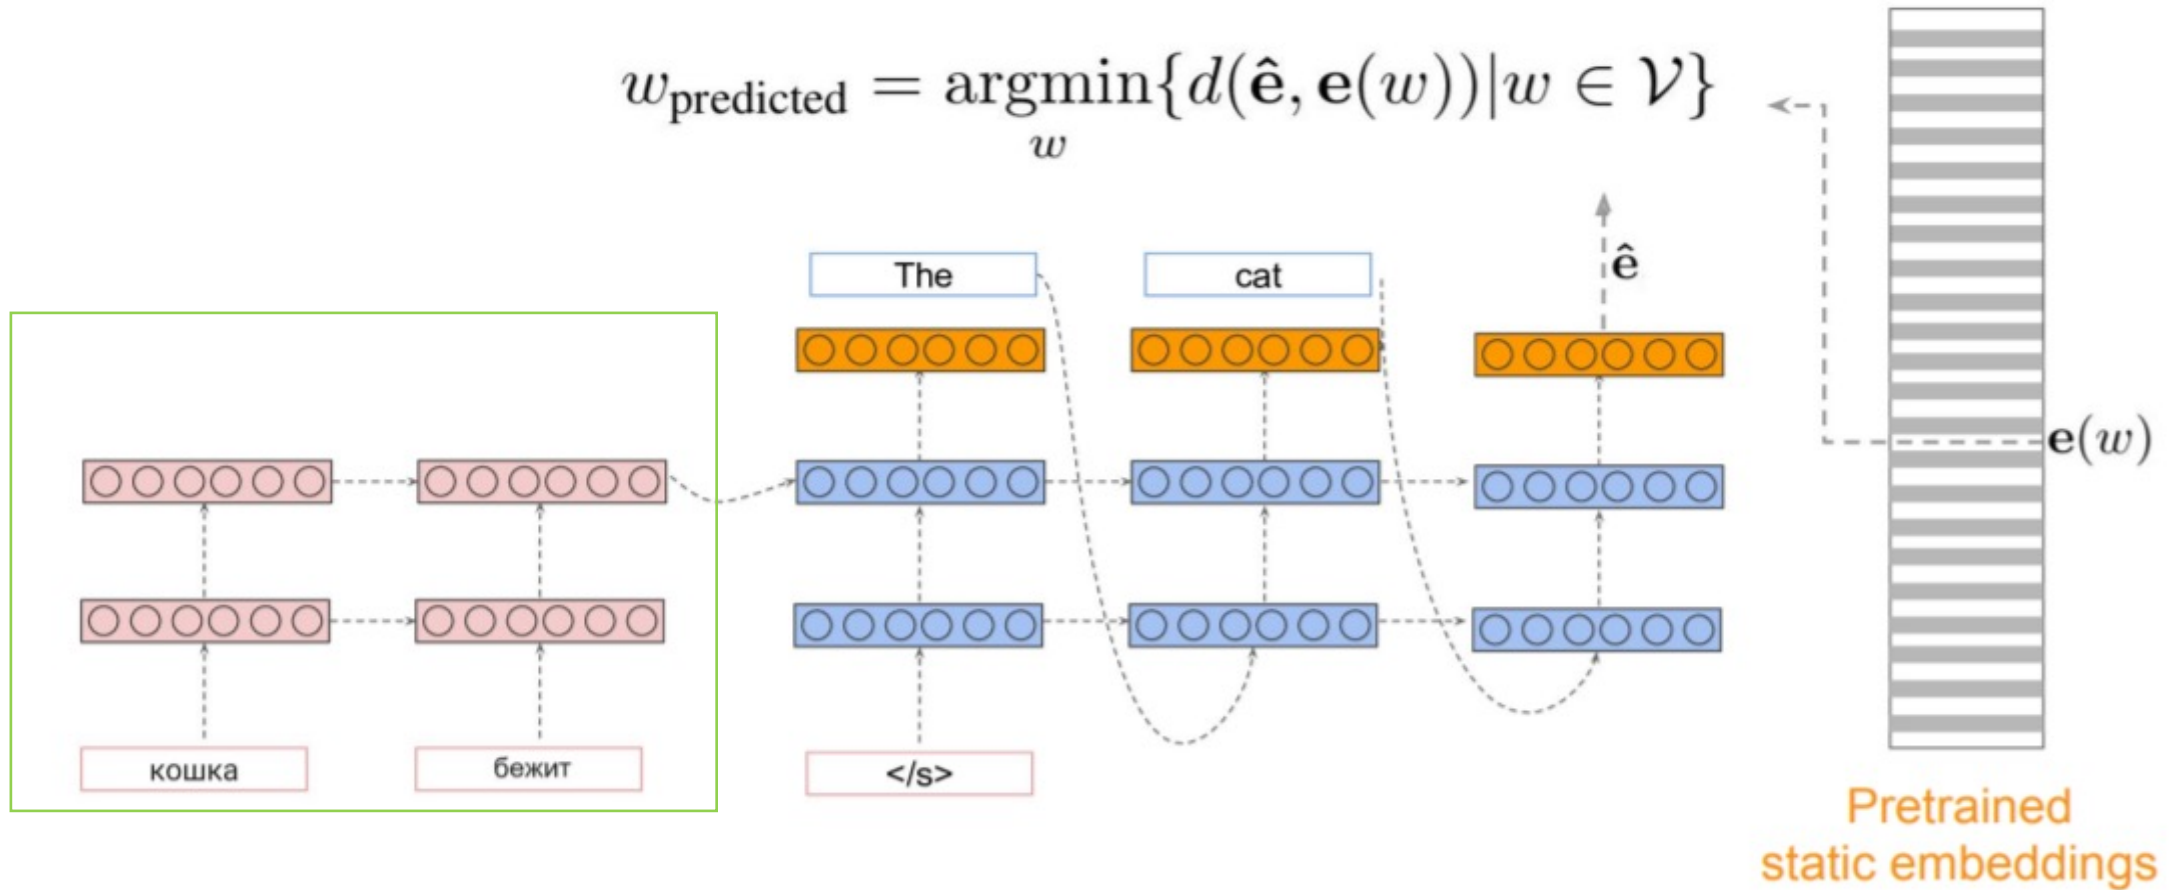 w_predicted = argmin_w{d(ê, e(w))|w ∈ 𝒱}
The
cat
ê
e(w)
кошка
бежит
</s>
Pretrained
static embeddings